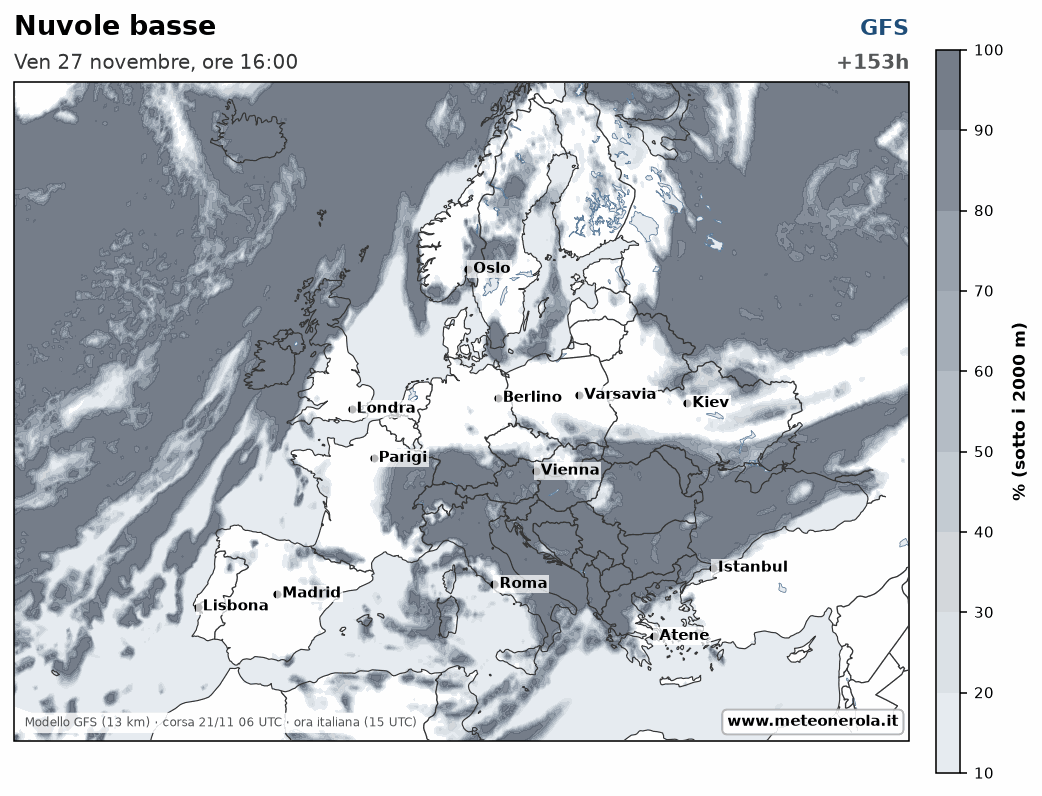 Nuvole basse
GFS
Ven 27 novembre, ore 16:00
+153h
100
90
80
70
60
50
40
30
20
10
% (sotto i 2000 m)
Oslo
Londra
Berlino
Varsavia
Kiev
Parigi
Vienna
Istanbul
Roma
Madrid
Lisbona
Atene
Modello GFS (13 km) · corsa 21/11 06 UTC · ora italiana (15 UTC)
www.meteonerola.it